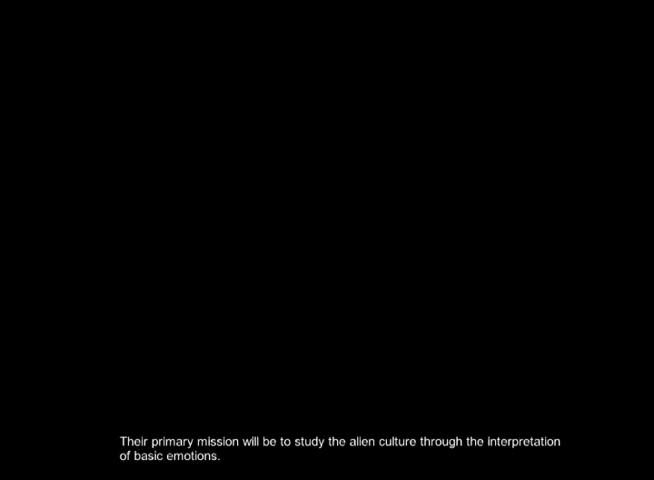 Their primary mission will be to study the alien culture through the interpretation
of basic emotions.